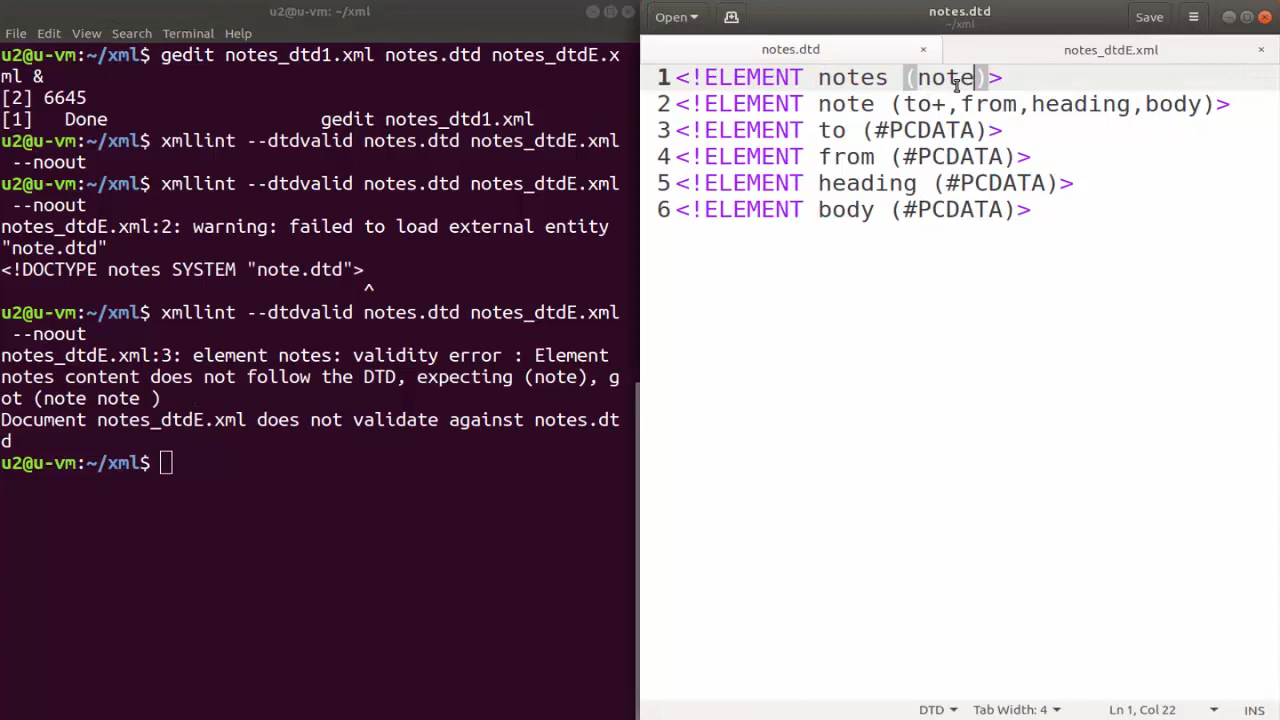 u2@u-vm: ~/xml
File Edit View Search Terminal Help
u2@u-vm:~/xml$ gedit notes_dtd1.xml notes.dtd notes_dtdE.x
ml &
[2] 6645
[1]   Done                    gedit notes_dtd1.xml
u2@u-vm:~/xml$ xmllint --dtdvalid notes.dtd notes_dtdE.xml
 --noout
u2@u-vm:~/xml$ xmllint --dtdvalid notes.dtd notes_dtdE.xml
 --noout
notes_dtdE.xml:2: warning: failed to load external entity
"note.dtd"
<!DOCTYPE notes SYSTEM "note.dtd">
^
u2@u-vm:~/xml$ xmllint --dtdvalid notes.dtd notes_dtdE.xml
 --noout
notes_dtdE.xml:3: element notes: validity error : Element
notes content does not follow the DTD, expecting (note), g
ot (note note )
Document notes_dtdE.xml does not validate against notes.dt
d
u2@u-vm:~/xml$
Open
notes.dtd
~/xml
Save
notes.dtd ×
notes_dtdE.xml ×
1 <!ELEMENT notes (note)>
2 <!ELEMENT note (to+,from,heading,body)>
3 <!ELEMENT to (#PCDATA)>
4 <!ELEMENT from (#PCDATA)>
5 <!ELEMENT heading (#PCDATA)>
6 <!ELEMENT body (#PCDATA)>
DTD Tab Width: 4 Ln 1, Col 22 INS